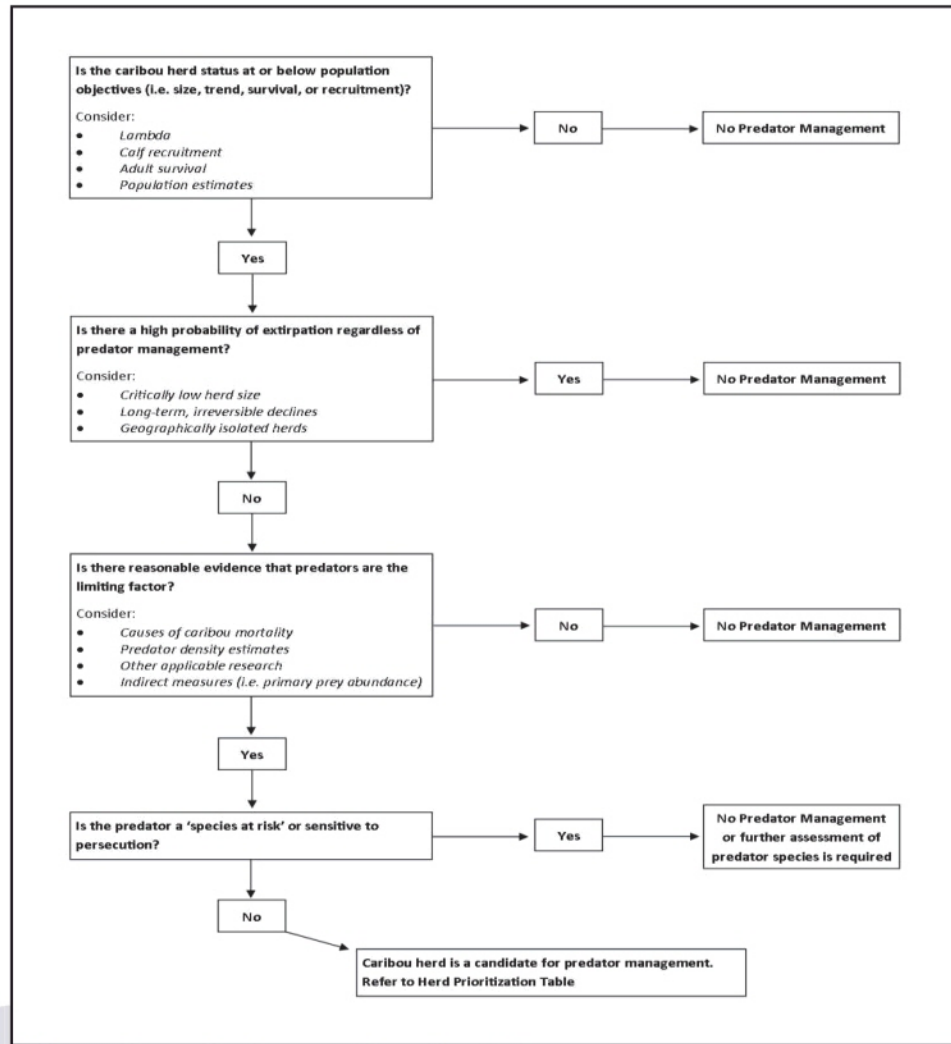 Is the caribou herd status at or below population
objectives (i.e. size, trend, survival, or recruitment)?
Consider:
• Lambda
• Calf recruitment
• Adult survival
• Population estimates
No
No Predator Management
Yes
Is there a high probability of extirpation regardless of
predator management?
Consider:
• Critically low herd size
• Long-term, irreversible declines
• Geographically isolated herds
Yes
No Predator Management
No
Is there reasonable evidence that predators are the
limiting factor?
Consider:
• Causes of caribou mortality
• Predator density estimates
• Other applicable research
• Indirect measures (i.e. primary prey abundance)
No
No Predator Management
Yes
Is the predator a ‘species at risk’ or sensitive to
persecution?
Yes
No Predator Management
or further assessment of
predator species is required
No
Caribou herd is a candidate for predator management.
Refer to Herd Prioritization Table